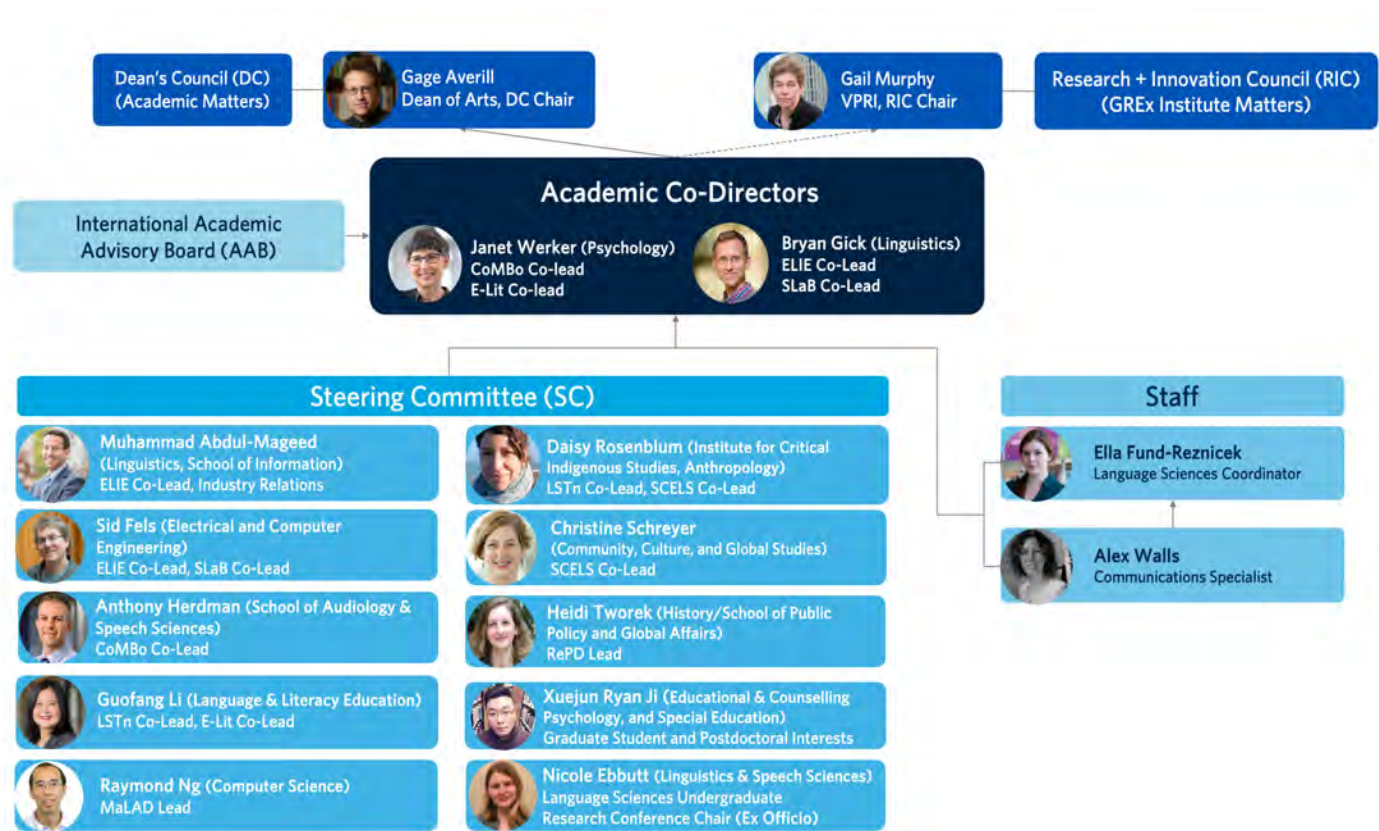 Dean's Council (DC)
(Academic Matters)
Gage Averill
Dean of Arts, DC Chair
Gail Murphy
VPRI, RIC Chair
Research + Innovation Council (RIC)
(GREx Institute Matters)
Academic Co-Directors
International Academic
Advisory Board (AAB)
Janet Werker (Psychology)
CoMBo Co-lead
E-Lit Co-lead
Bryan Gick (Linguistics)
ELIE Co-Lead
SLaB Co-Lead
Steering Committee (SC)
Muhammad Abdul-Mageed
(Linguistics, School of Information)
ELIE Co-Lead, Industry Relations
Sid Fels (Electrical and Computer
Engineering)
ELIE Co-Lead, SLaB Co-Lead
Anthony Herdman (School of Audiology &
Speech Sciences)
CoMBo Co-Lead
Guofang Li (Language & Literacy Education)
LSTn Co-Lead, E-Lit Co-Lead
Raymond Ng (Computer Science)
MaLAD Lead
Daisy Rosenblum (Institute for Critical
Indigenous Studies, Anthropology)
LSTn Co-Lead, SCELS Co-Lead
Christine Schreyer
(Community, Culture, and Global Studies)
SCELS Co-Lead
Heidi Tworek (History/School of Public
Policy and Global Affairs)
RePD Lead
Xuejun Ryan Ji (Educational & Counselling
Psychology, and Special Education)
Graduate Student and Postdoctoral Interests
Nicole Ebbutt (Linguistics & Speech Sciences)
Language Sciences Undergraduate
Research Conference Chair (Ex Officio)
Staff
Ella Fund-Reznicek
Language Sciences Coordinator
Alex Walls
Communications Specialist